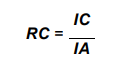 RC = IC / IA